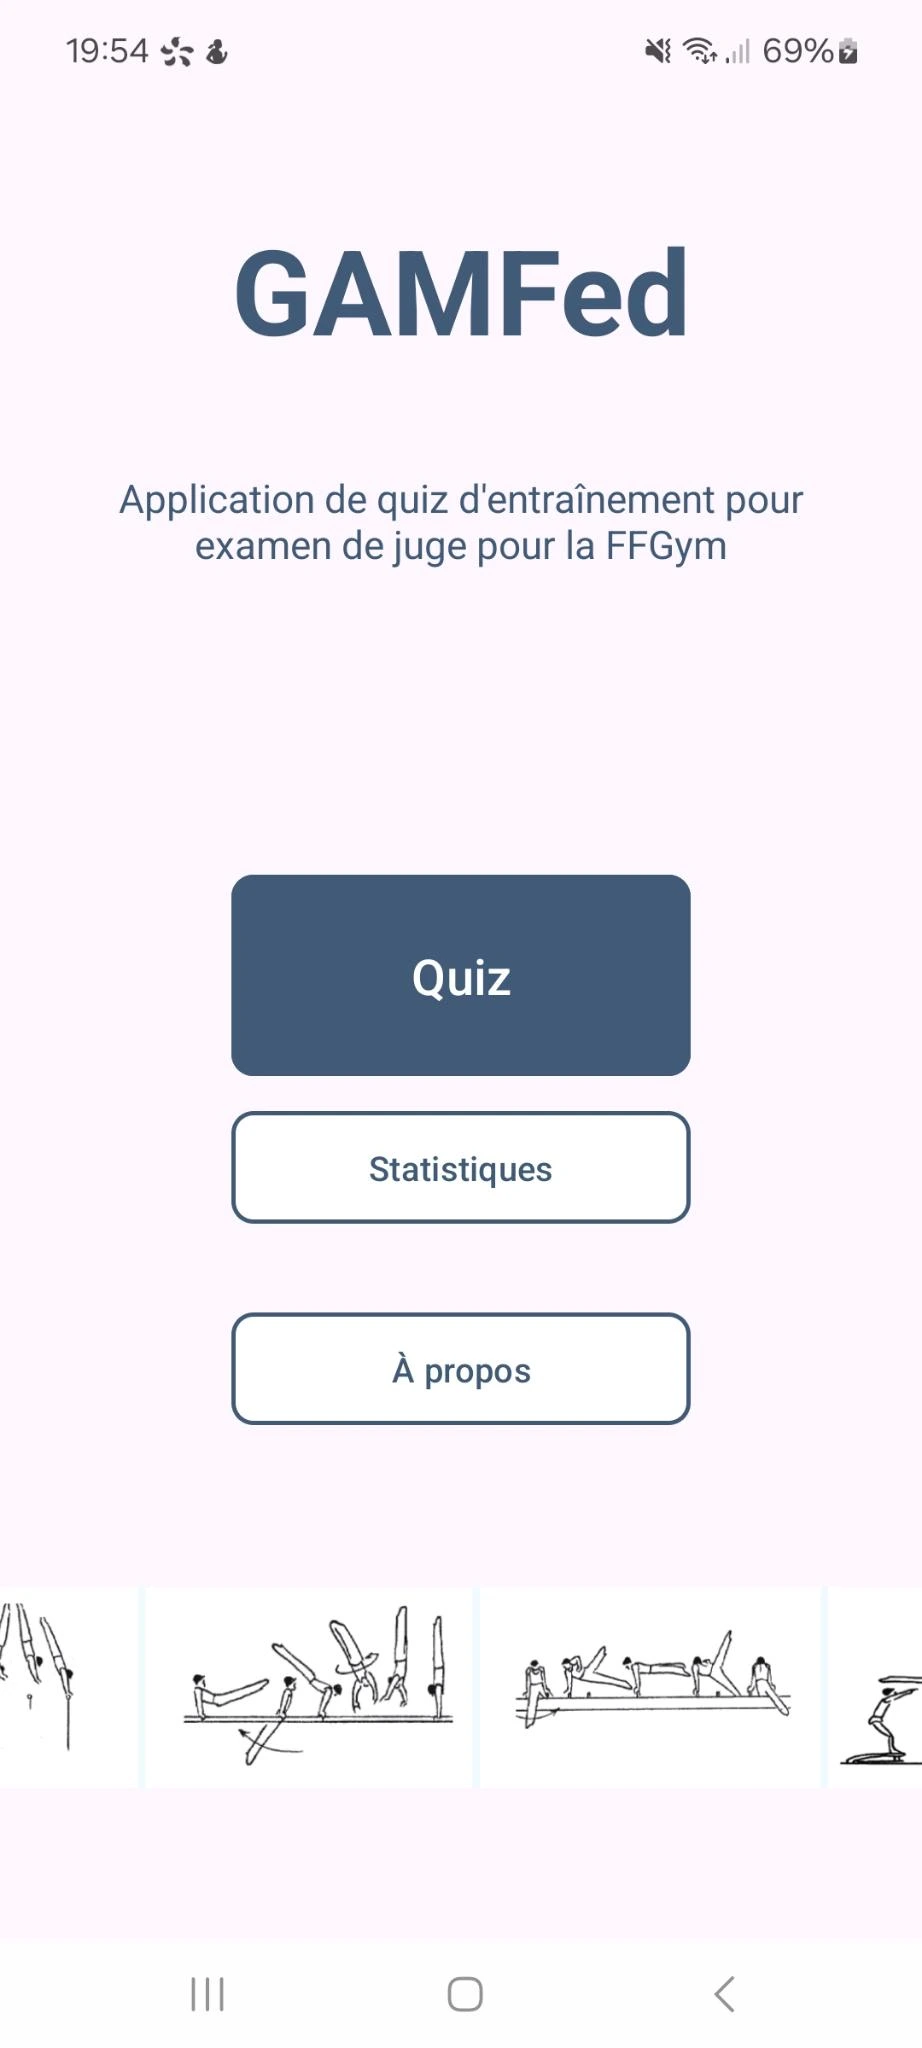 19:54
69%
GAMFed
Application de quiz d'entraînement pour
examen de juge pour la FFGym
Quiz
Statistiques
À propos